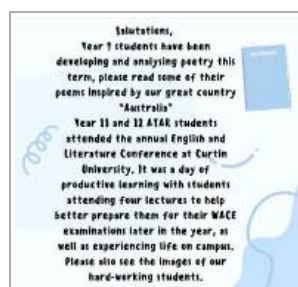 Salutations,
Year 9 students have been
developing and analysing poetry this
term, please read some of their
poems inspired by our great country
"Australia"
Year 11 and 12 ATAR students
attended the annual English and
Literature Conference at Curtin
University. It was a day of
productive learning with students
attending four lectures to help
better prepare them for their WACE
examinations later in the year, as
well as experiencing life on campus.
Please also see the images of our
hard-working students.